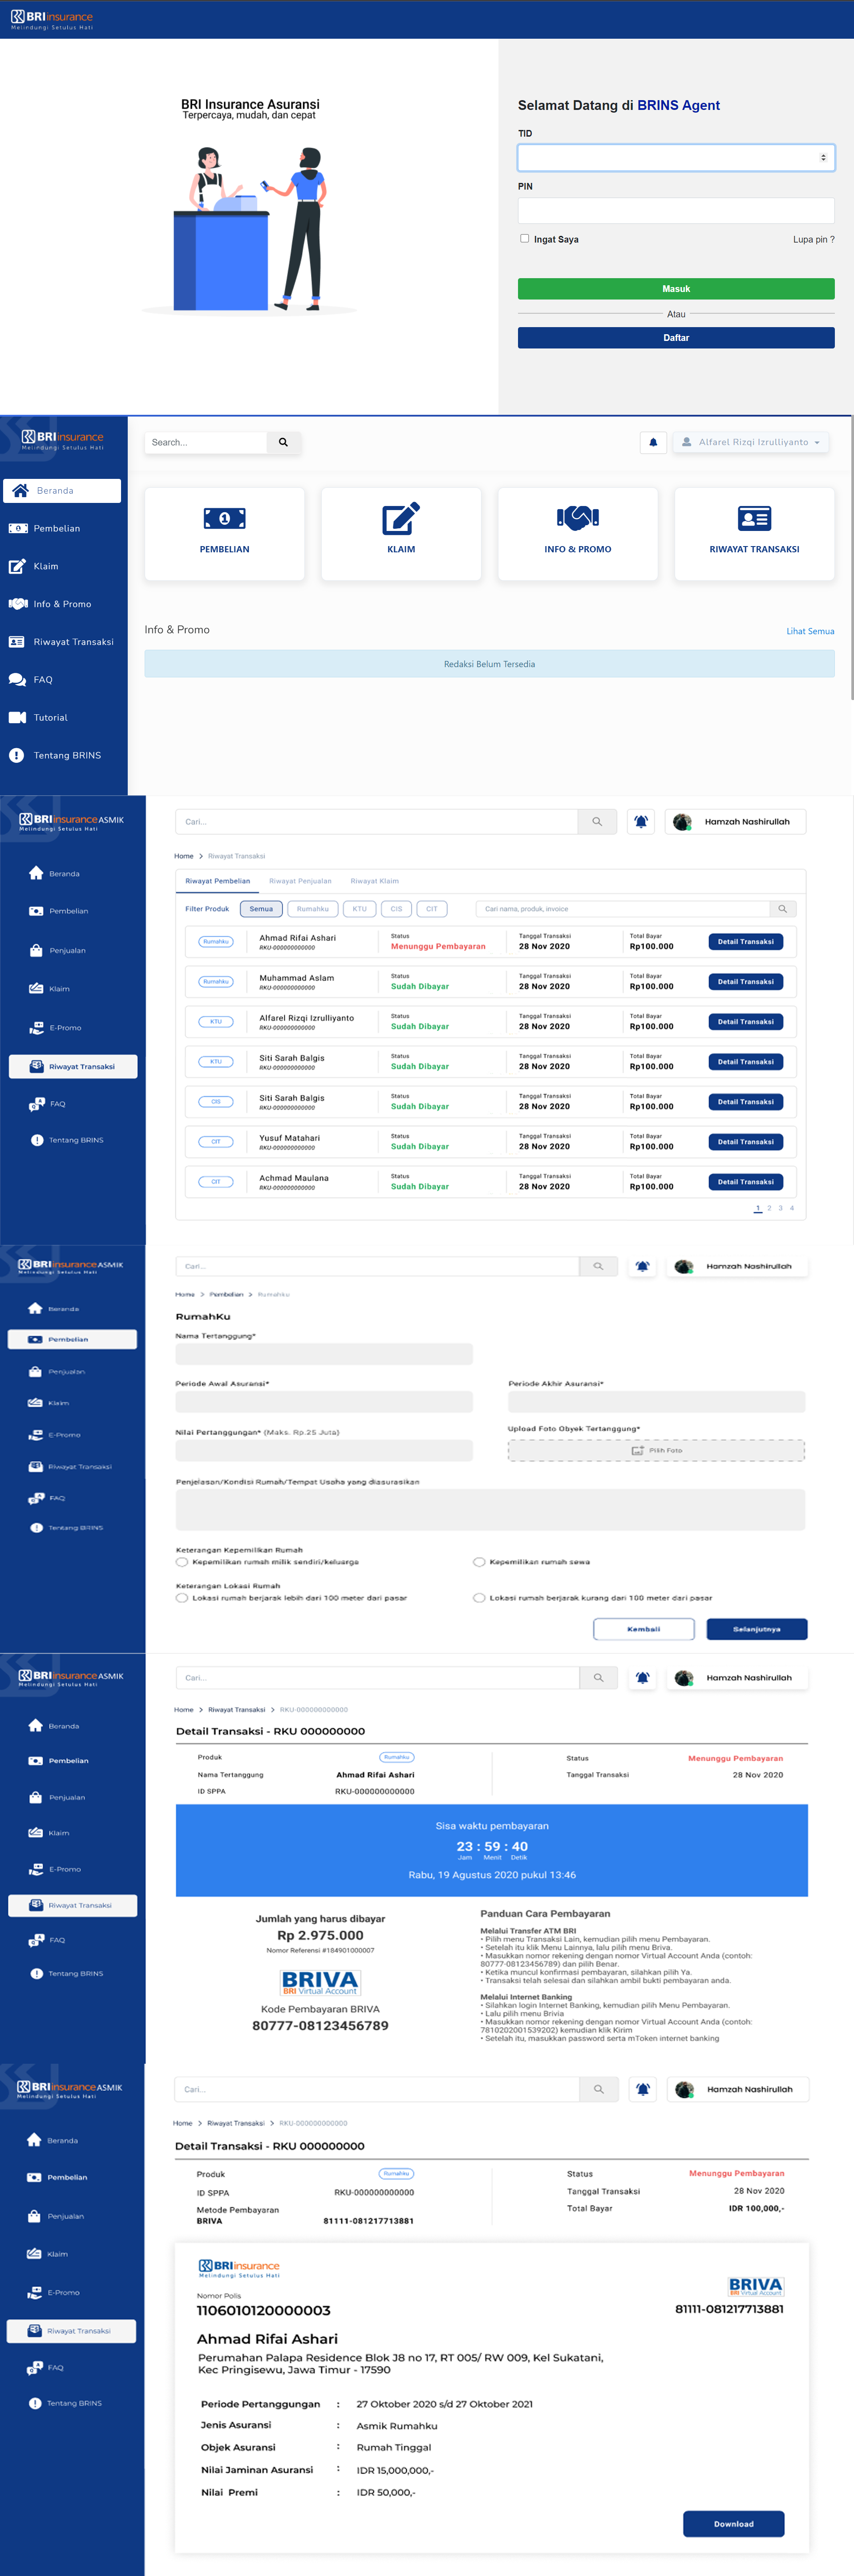 BRI insurance
Melindungi Setulus Hati
BRI Insurance Asuransi
Terpercaya, mudah, dan cepat
Selamat Datang di BRINS Agent
TID
PIN
Ingat Saya
Lupa pin ?
Masuk
Atau
Daftar
BRI insurance
Melindungi Setulus Hati
Beranda
Pembelian
Klaim
Info & Promo
Riwayat Transaksi
FAQ
Tutorial
Tentang BRINS
Search...
Alfarel Rizqi Izrulliyanto
PEMBELIAN
KLAIM
INFO & PROMO
RIWAYAT TRANSAKSI
Info & Promo
Lihat Semua
Redaksi Belum Tersedia
BRI insurance ASMIK
Melindungi Setulus Hati
Beranda
Pembelian
Penjualan
Klaim
E-Promo
Riwayat Transaksi
FAQ
Tentang BRINS
Cari...
Hamzah Nashirullah
Home > Riwayat Transaksi
Riwayat Pembelian Riwayat Penjualan Riwayat Klaim
Filter Produk Semua Rumahku KTU CIS CIT
Cari nama, produk, invoice
Rumahku
Ahmad Rifai Ashari
RKU-000000000000
Status
Menunggu Pembayaran
Tanggal Transaksi
28 Nov 2020
Total Bayar
Rp100.000
Detail Transaksi
Rumahku
Muhammad Aslam
RKU-000000000000
Status
Sudah Dibayar
Tanggal Transaksi
28 Nov 2020
Total Bayar
Rp100.000
Detail Transaksi
KTU
Alfarel Rizqi Izrulliyanto
RKU-000000000000
Status
Sudah Dibayar
Tanggal Transaksi
28 Nov 2020
Total Bayar
Rp100.000
Detail Transaksi
KTU
Siti Sarah Balgis
RKU-000000000000
Status
Sudah Dibayar
Tanggal Transaksi
28 Nov 2020
Total Bayar
Rp100.000
Detail Transaksi
CIS
Siti Sarah Balgis
RKU-000000000000
Status
Sudah Dibayar
Tanggal Transaksi
28 Nov 2020
Total Bayar
Rp100.000
Detail Transaksi
CIT
Yusuf Matahari
RKU-000000000000
Status
Sudah Dibayar
Tanggal Transaksi
28 Nov 2020
Total Bayar
Rp100.000
Detail Transaksi
CIT
Achmad Maulana
RKU-000000000000
Status
Sudah Dibayar
Tanggal Transaksi
28 Nov 2020
Total Bayar
Rp100.000
Detail Transaksi
1 2 3 4
BRI insurance ASMIK
Melindungi Setulus Hati
Beranda
Pembelian
Penjualan
Klaim
E-Promo
Riwayat Transaksi
FAQ
Tentang BRINS
Cari...
Hamzah Nashirullah
Home > Pembelian > Rumahku
RumahKu
Nama Tertanggung*
Periode Awal Asuransi*
Periode Akhir Asuransi*
Nilai Pertanggungan* (Maks. Rp.25 Juta)
Upload Foto Obyek Tertanggung*
Pilih Foto
Penjelasan/Kondisi Rumah/Tempat Usaha yang diasurasikan
Keterangan Kepemilikan Rumah
Kepemilikan rumah milik sendiri/keluarga
Kepemilikan rumah sewa
Keterangan Lokasi Rumah
Lokasi rumah berjarak lebih dari 100 meter dari pasar
Lokasi rumah berjarak kurang dari 100 meter dari pasar
Kembali
Selanjutnya
BRI insurance ASMIK
Melindungi Setulus Hati
Beranda
Pembelian
Penjualan
Klaim
E-Promo
Riwayat Transaksi
FAQ
Tentang BRINS
Cari...
Hamzah Nashirullah
Home > Riwayat Transaksi > RKU-000000000000
Detail Transaksi - RKU 000000000
Produk Rumahku
Nama Tertanggung Ahmad Rifai Ashari
ID SPPA RKU-000000000000
Status Menunggu Pembayaran
Tanggal Transaksi 28 Nov 2020
Sisa waktu pembayaran
23 : 59 : 40
Jam Menit Detik
Rabu, 19 Agustus 2020 pukul 13:46
Jumlah yang harus dibayar
Rp 2.975.000
Nomor Referensi #184901000007
BRIVA
BRI Virtual Account
Kode Pembayaran BRIVA
80777-08123456789
Panduan Cara Pembayaran
Melalui Transfer ATM BRI
• Pilih menu Transaksi Lain, kemudian pilih menu Pembayaran.
• Setelah itu klik Menu Lainnya, lalu pilih menu Briva.
• Masukkan nomor rekening dengan nomor Virtual Account Anda (contoh:
80777-08123456789) dan pilih Benar.
• Ketika muncul konfirmasi pembayaran, silahkan pilih Ya.
• Transaksi telah selesai dan silahkan ambil bukti pembayaran anda.
Melalui Internet Banking
• Silahkan login Internet Banking, kemudian pilih Menu Pembayaran.
• Lalu pilih menu Brivia
• Masukkan nomor rekening dengan nomor Virtual Account Anda (contoh:
7810202001539202) kemudian klik Kirim
• Setelah itu, masukkan password serta mToken internet banking
BRI insurance ASMIK
Melindungi Setulus Hati
Beranda
Pembelian
Penjualan
Klaim
E-Promo
Riwayat Transaksi
FAQ
Tentang BRINS
Cari...
Hamzah Nashirullah
Home > Riwayat Transaksi > RKU-000000000000
Detail Transaksi - RKU 000000000
Produk Rumahku
ID SPPA RKU-000000000000
Metode Pembayaran
BRIVA 81111-081217713881
Status Menunggu Pembayaran
Tanggal Transaksi 28 Nov 2020
Total Bayar IDR 100,000,-
BRI insurance
Melindungi Setulus Hati
Nomor Polis
1106010120000003
BRIVA
BRI Virtual Account
81111-081217713881
Ahmad Rifai Ashari
Perumahan Palapa Residence Blok J8 no 17, RT 005/ RW 009, Kel Sukatani,
Kec Pringisewu, Jawa Timur - 17590
Periode Pertanggungan : 27 Oktober 2020 s/d 27 Oktober 2021
Jenis Asuransi : Asmik Rumahku
Objek Asuransi : Rumah Tinggal
Nilai Jaminan Asuransi : IDR 15,000,000,-
Nilai Premi : IDR 50,000,-
Download